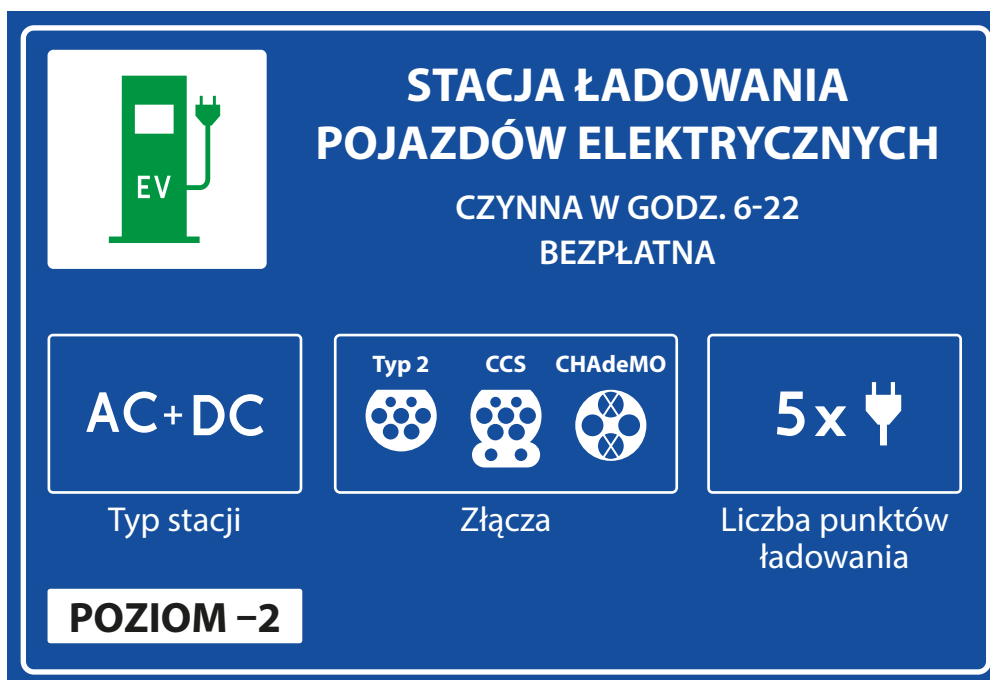 EV
STACJA ŁADOWANIA
POJAZDÓW ELEKTRYCZNYCH
CZYNNA W GODZ. 6-22
BEZPŁATNA
AC+DC
Typ stacji
Typ 2 CCS CHAdeMO
Złącza
5 x
Liczba punktów
ładowania
POZIOM −2